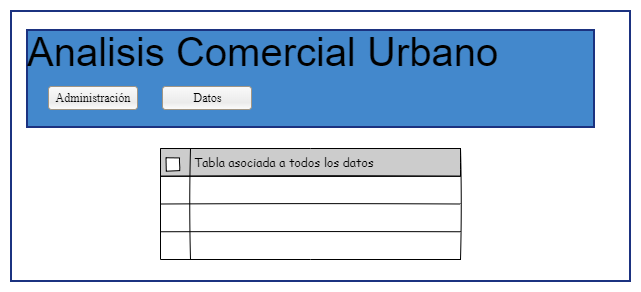 Analisis Comercial Urbano
Administración Datos
Tabla asociada a todos los datos